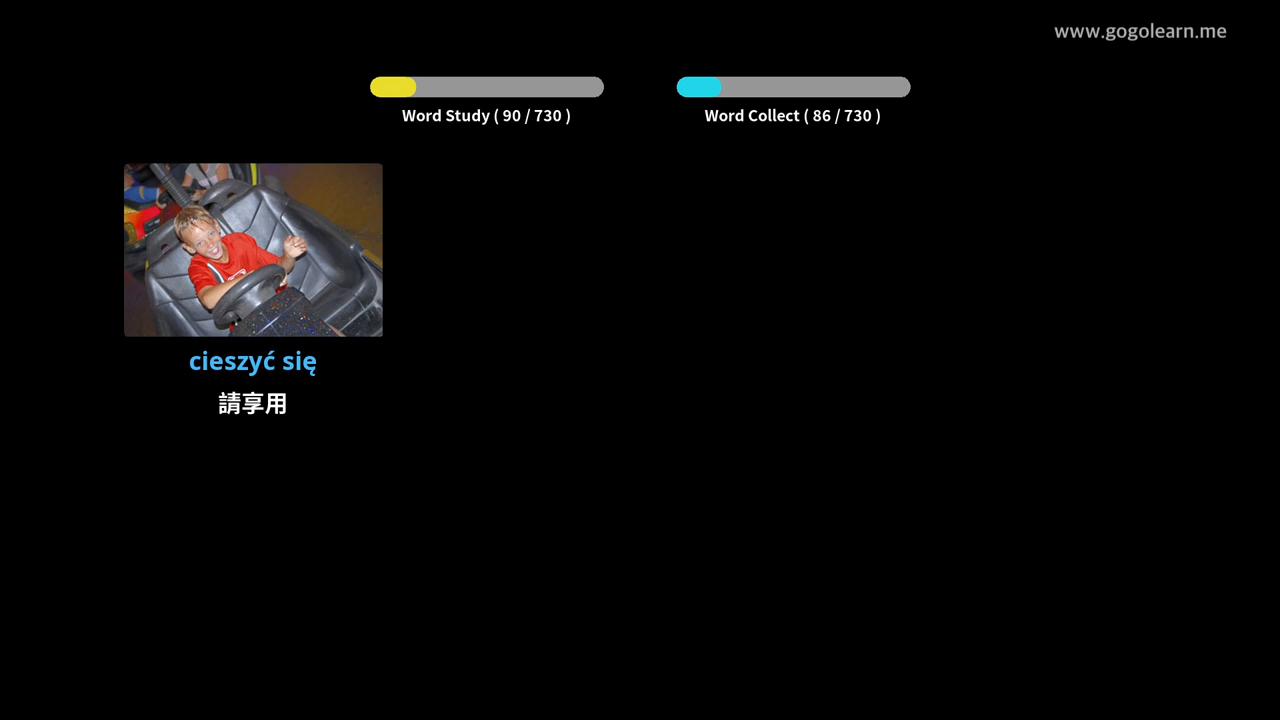 www.gogolearn.me
Word Study ( 90 / 730 )
Word Collect ( 86 / 730 )
cieszyć się
請享用